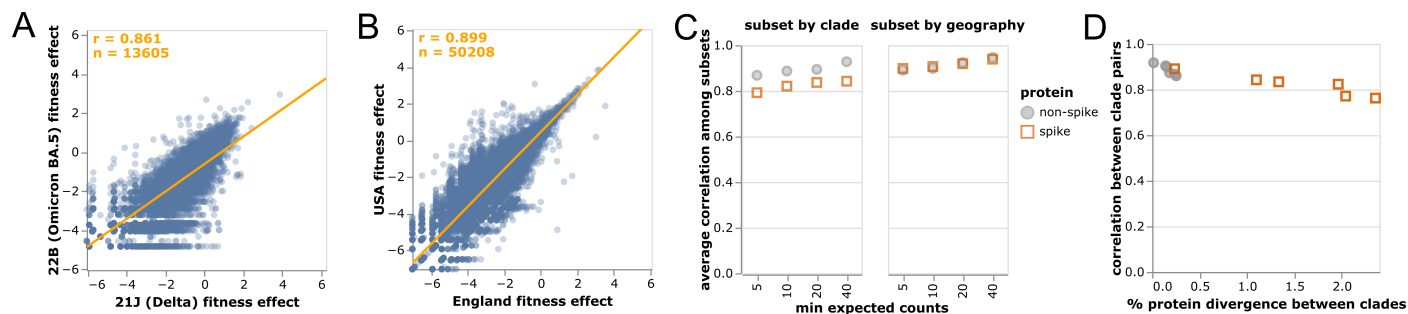 A
r = 0.861
n = 13605
22B (Omicron BA.5) fitness effect
6
4
2
0
−2
−4
−6
−6
−4
−2
0
2
4
6
21J (Delta) fitness effect
B
r = 0.899
n = 50208
USA fitness effect
6
4
2
0
−2
−4
−6
−6
−4
−2
0
2
4
6
England fitness effect
C
subset by clade
subset by geography
average correlation among subsets
1.0
0.8
0.6
0.4
0.2
0.0
5
10
20
40
5
10
20
40
min expected counts
protein
non-spike
spike
D
correlation between clade pairs
1.0
0.8
0.6
0.4
0.2
0.0
0.0
0.5
1.0
1.5
2.0
% protein divergence between clades